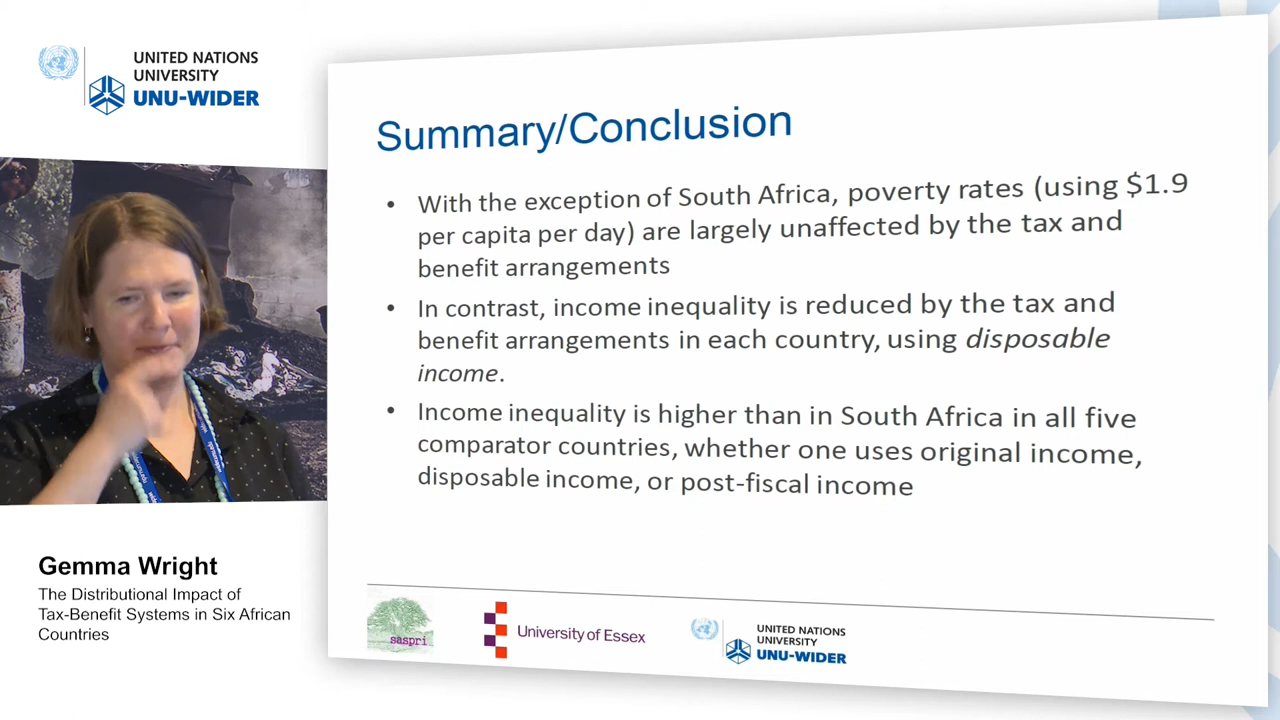 UNITED NATIONS
UNIVERSITY
UNU-WIDER
Summary/Conclusion
• With the exception of South Africa, poverty rates (using $1.9
per capita per day) are largely unaffected by the tax and
benefit arrangements
• In contrast, income inequality is reduced by the tax and
benefit arrangements in each country, using disposable
income.
• Income inequality is higher than in South Africa in all five
comparator countries, whether one uses original income,
disposable income, or post-fiscal income
Gemma Wright
The Distributional Impact of
Tax-Benefit Systems in Six African
Countries
saspri
University of Essex
UNITED NATIONS
UNIVERSITY
UNU-WIDER